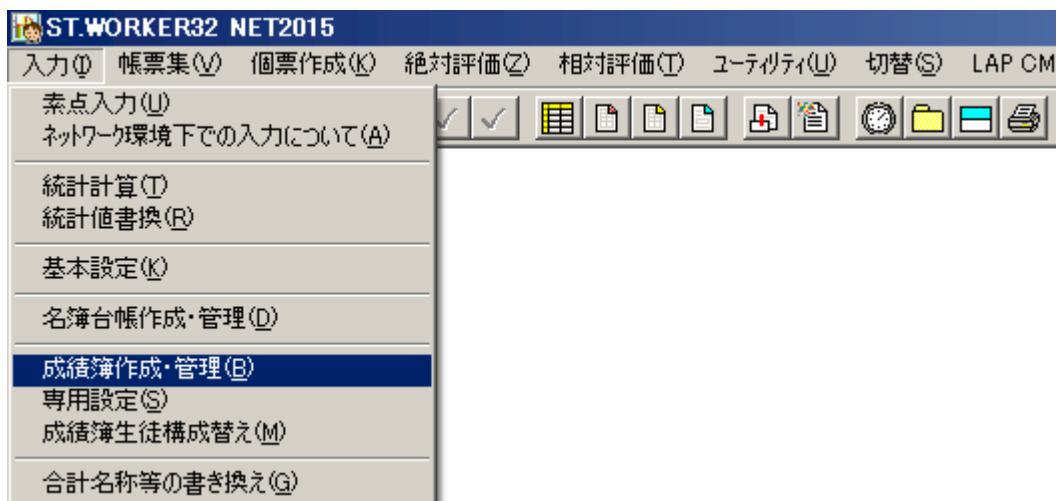 ST.WORKER32 NET2015
入力(I) 帳票集(V) 個票作成(K) 絶対評価(Z) 相対評価(T) ユーティリティ(U) 切替(S) LAP CM
素点入力(U)
ネットワーク環境下での入力について(A)
統計計算(T)
統計値書換(R)
基本設定(K)
名簿台帳作成・管理(D)
成績簿作成・管理(B)
専用設定(S)
成績簿生徒構成替え(M)
合計名称等の書き換え(G)